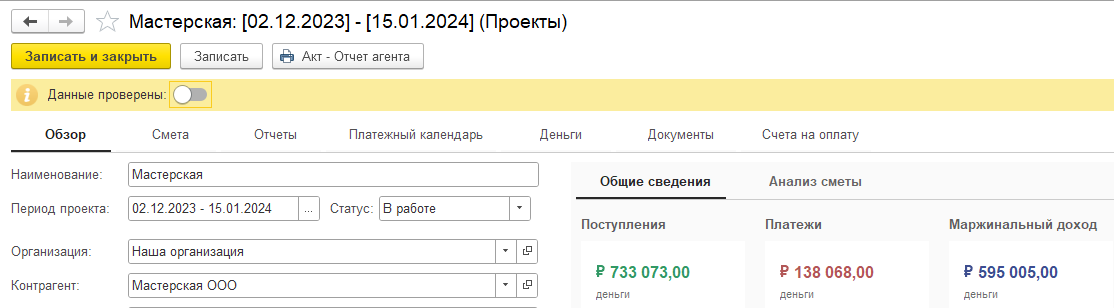 Мастерская: [02.12.2023] - [15.01.2024] (Проекты)
Записать и закрыть Записать Акт - Отчет агента
Данные проверены:
Обзор Смета Отчеты Платежный календарь Деньги Документы Счета на оплату
Наименование: Мастерская
Период проекта: 02.12.2023 - 15.01.2024 ... Статус: В работе
Организация: Наша организация
Контрагент: Мастерская ООО
Общие сведения Анализ сметы
Поступления Платежи Маржинальный доход
₽ 733 073,00 ₽ 138 068,00 ₽ 595 005,00
деньги деньги деньги